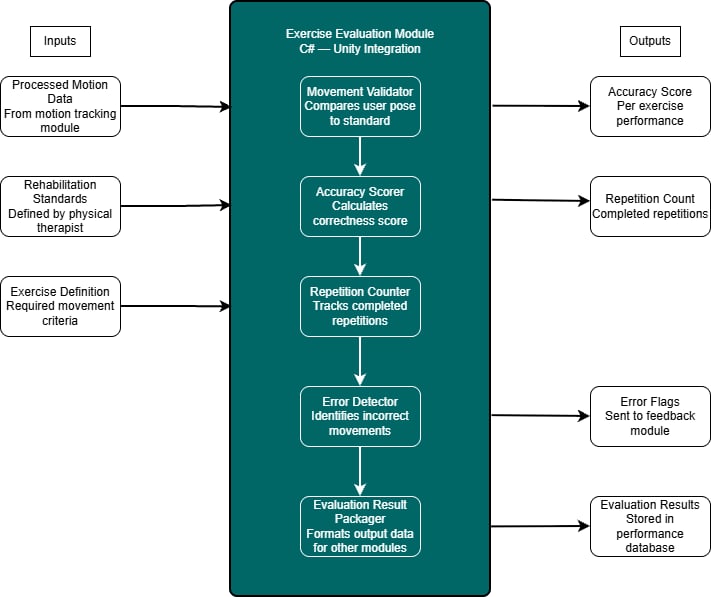 Inputs
Processed Motion
Data
From motion tracking
module
Rehabilitation
Standards
Defined by physical
therapist
Exercise Definition
Required movement
criteria
Exercise Evaluation Module
C# — Unity Integration
Movement Validator
Compares user pose
to standard
Accuracy Scorer
Calculates
correctness score
Repetition Counter
Tracks completed
repetitions
Error Detector
Identifies incorrect
movements
Evaluation Result
Packager
Formats output data
for other modules
Outputs
Accuracy Score
Per exercise
performance
Repetition Count
Completed repetitions
Error Flags
Sent to feedback
module
Evaluation Results
Stored in
performance
database